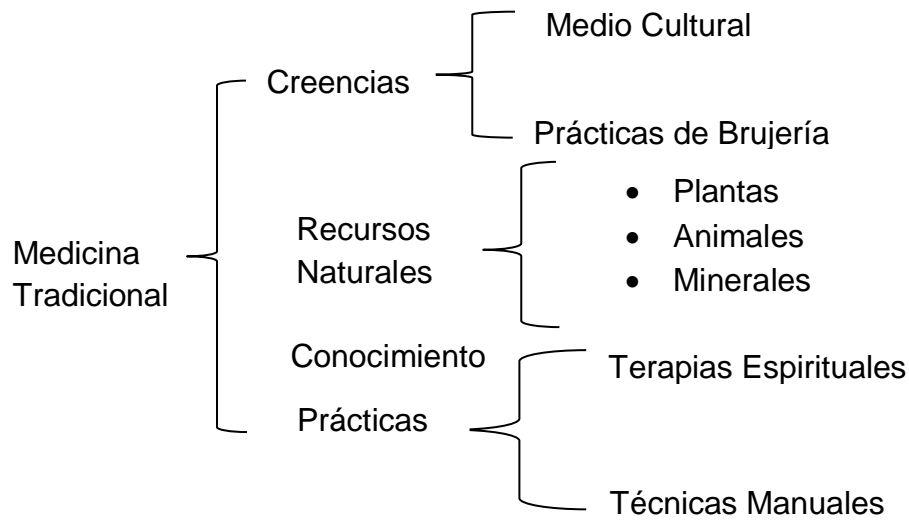 Medicina
Tradicional
Creencias
Medio Cultural
Prácticas de Brujería
Recursos
Naturales
• Plantas
• Animales
• Minerales
Conocimiento
Prácticas
Terapias Espirituales
Técnicas Manuales